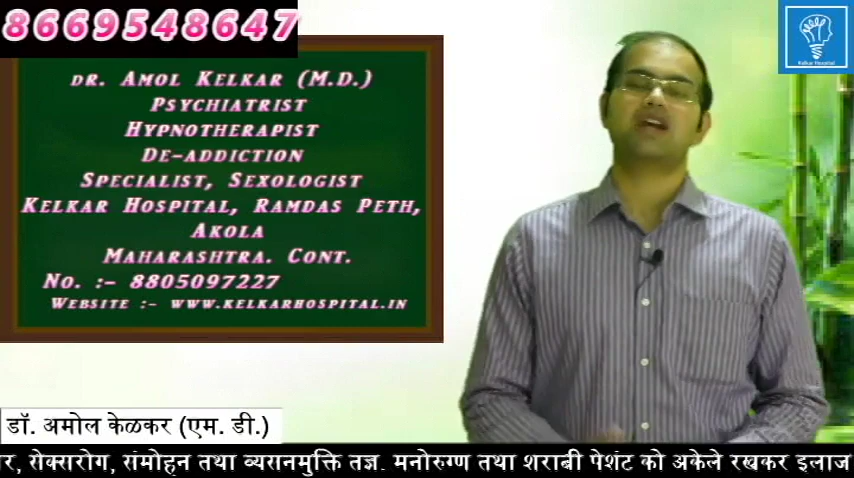 8669548647
Kelkar Hospital
DR. AMOL KELKAR (M.D.)
PSYCHIATRIST
HYPNOTHERAPIST
DE-ADDICTION
SPECIALIST, SEXOLOGIST
KELKAR HOSPITAL, RAMDAS PETH,
AKOLA
MAHARASHTRA. CONT.
NO. :- 8805097227
WEBSITE :- WWW.KELKARHOSPITAL.IN
डॉ. अमोल केळकर (एम. डी.)
र, सेक्सरोग, संमोहन तथा व्यसनमुक्ति तज्ञ. मनोरुग्ण तथा शराबी पेशंट को अकेले रखकर इलाज